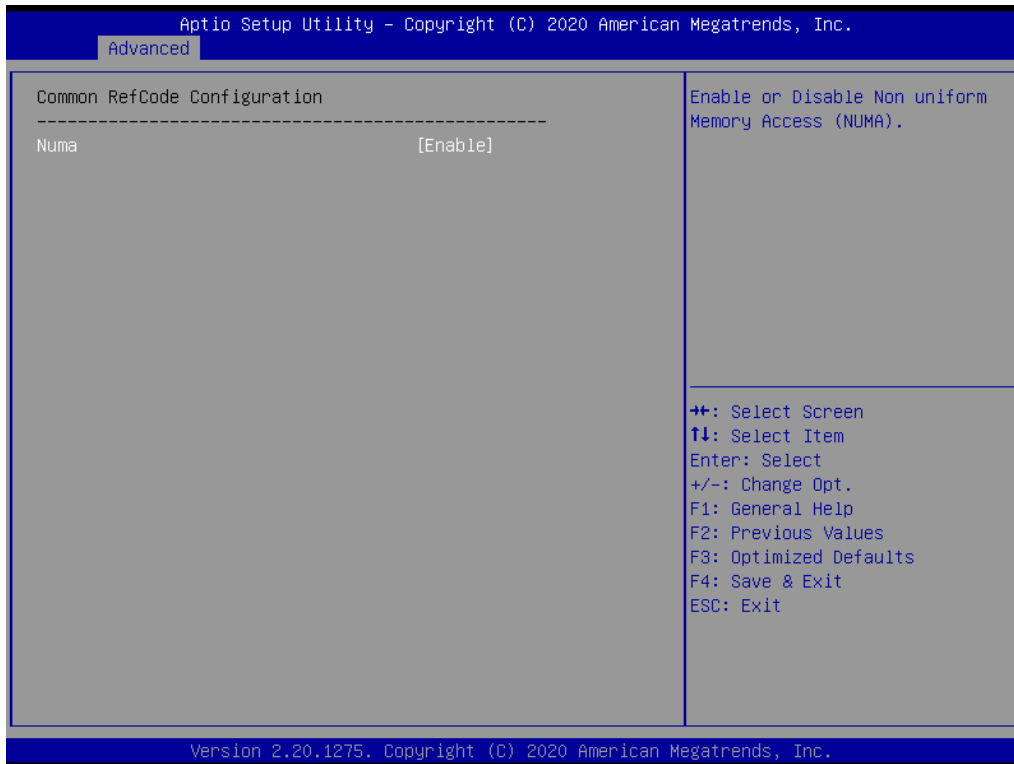 Aptio Setup Utility – Copyright (C) 2020 American Megatrends, Inc.
Advanced
Common RefCode Configuration
--------------------------------------------------
Numa [Enable]
Enable or Disable Non uniform
Memory Access (NUMA).
→←: Select Screen
↑↓: Select Item
Enter: Select
+/-: Change Opt.
F1: General Help
F2: Previous Values
F3: Optimized Defaults
F4: Save & Exit
ESC: Exit
Version 2.20.1275. Copyright (C) 2020 American Megatrends, Inc.